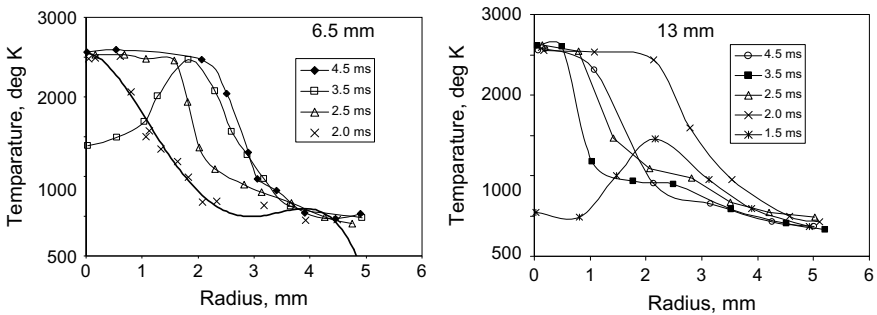 3000
2000
1000
500
0
1
2
3
4
5
6
Temparature, deg K
Radius, mm
6.5 mm
4.5 ms
3.5 ms
2.5 ms
2.0 ms
3000
2000
1000
500
0
1
2
3
4
5
6
Temparature, deg K
Radius, mm
13 mm
4.5 ms
3.5 ms
2.5 ms
2.0 ms
1.5 ms